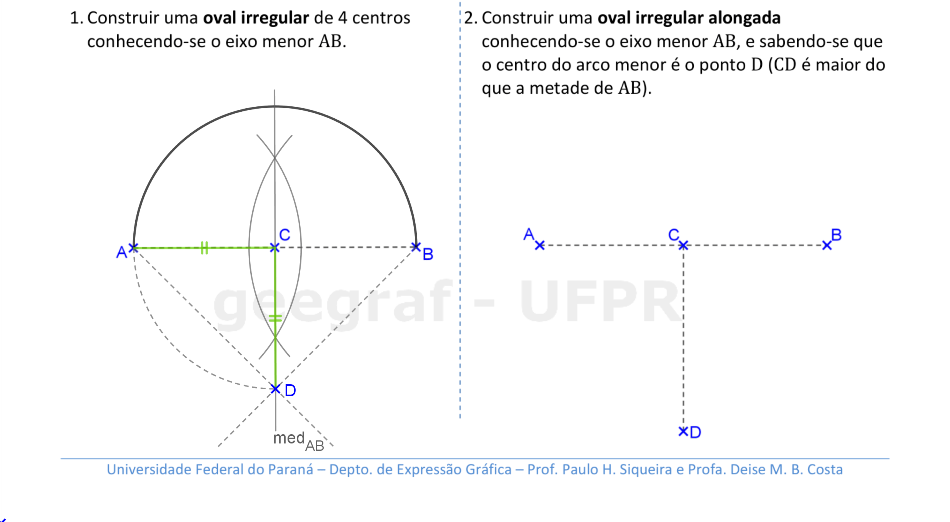 1. Construir uma oval irregular de 4 centros
conhecendo-se o eixo menor AB.
A
C
B
D
med AB
2. Construir uma oval irregular alongada
conhecendo-se o eixo menor AB, e sabendo-se que
o centro do arco menor é o ponto D (CD é maior do
que a metade de AB).
A
C
B
D
geegraf - UFPR
Universidade Federal do Paraná – Depto. de Expressão Gráfica – Prof. Paulo H. Siqueira e Profa. Deise M. B. Costa